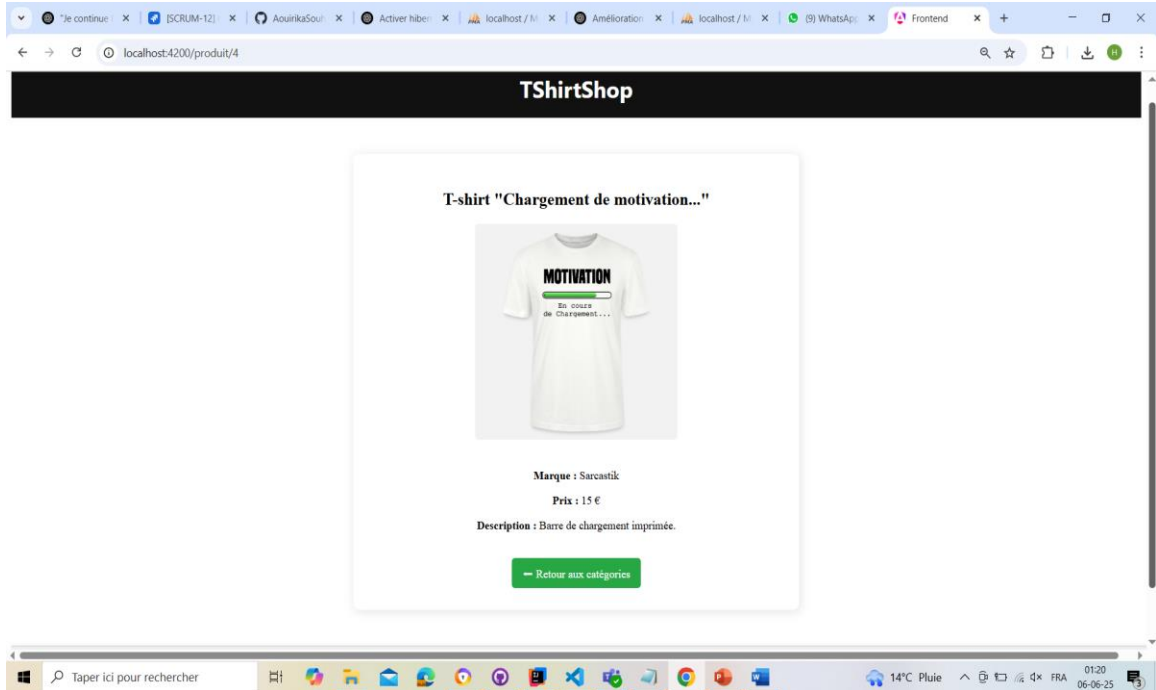 "Je continue
[SCRUM-12]
AouirikaSouh
Activer hiber
localhost / M
Amélioration
localhost / M
(9) WhatsApp
Frontend
localhost:4200/produit/4
H
TShirtShop
T-shirt "Chargement de motivation..."
MOTIVATION
En cours
de Chargement...
Marque : Sarcastik
Prix : 15 €
Description : Barre de chargement imprimée.
← Retour aux catégories
Taper ici pour rechercher
14°C Pluie
FRA
01:20
06-06-25
3